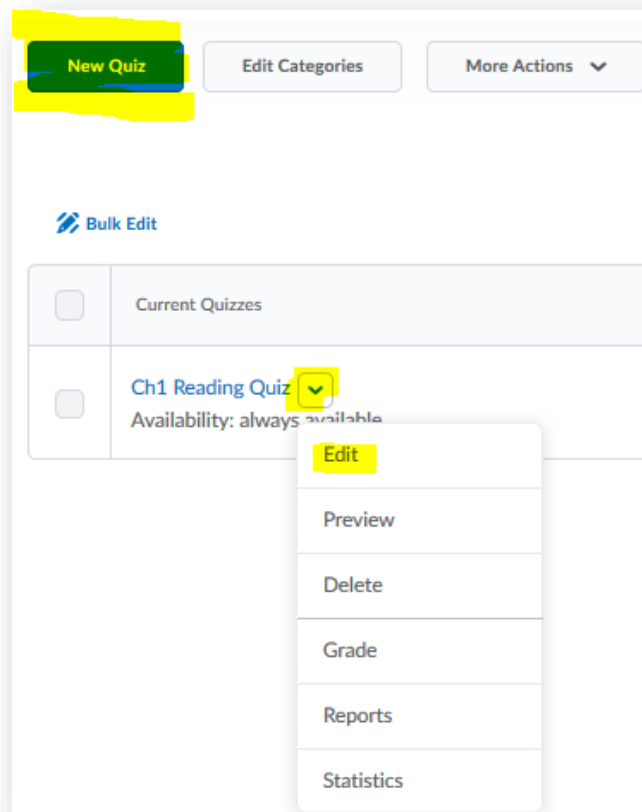 New Quiz Edit Categories More Actions
Bulk Edit
Current Quizzes
Ch1 Reading Quiz
Availability: always available
Edit
Preview
Delete
Grade
Reports
Statistics